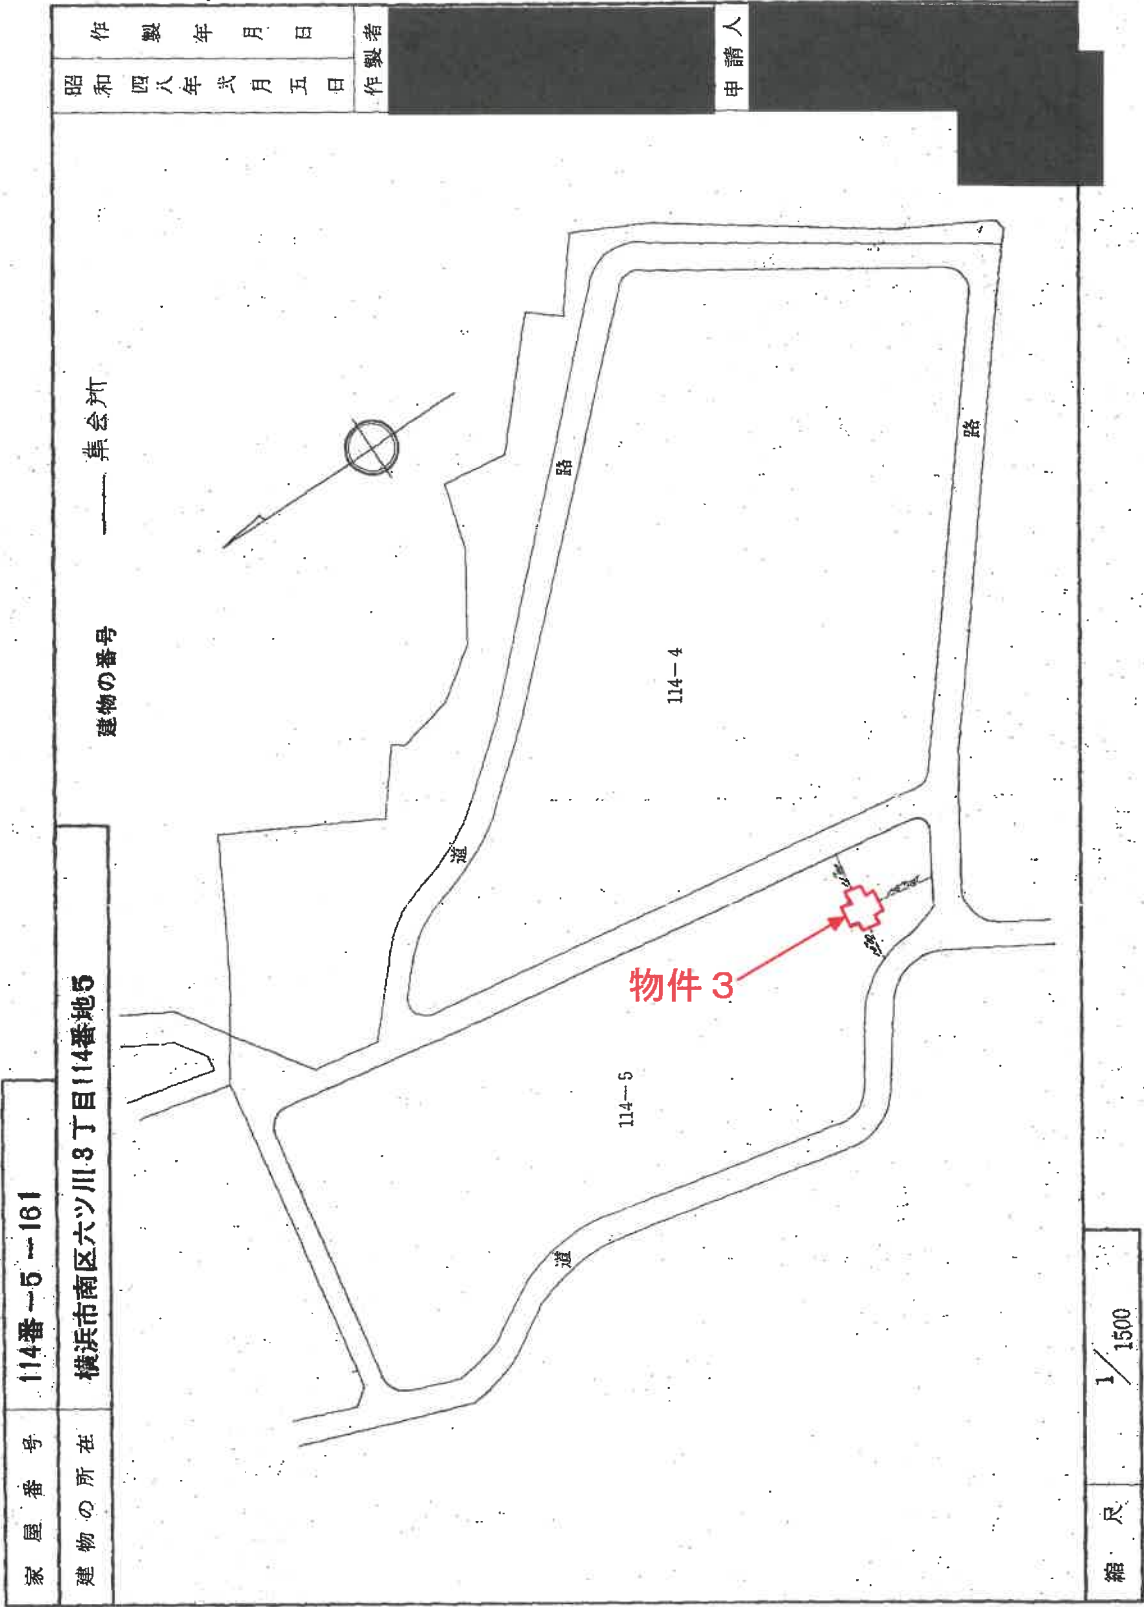 家屋番号 114番-5-161
建物の所在 横浜市南区六ツ川3丁目114番地5
建物の番号 集会所
作製年月日
昭和四八年弐月五日
作製者
申請人
路
路
道
道
114-4
114-5
物件3
縮尺 1/1500